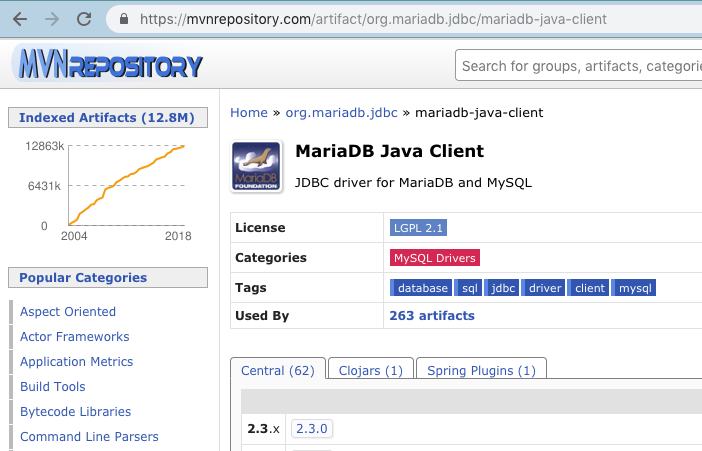 https://mvnrepository.com/artifact/org.mariadb.jdbc/mariadb-java-client
MVNREPOSITORY
Search for groups, artifacts, categorie
Indexed Artifacts (12.8M)
12863k
6431k
0
2004 2018
Popular Categories
Aspect Oriented
Actor Frameworks
Application Metrics
Build Tools
Bytecode Libraries
Command Line Parsers
Home » org.mariadb.jdbc » mariadb-java-client
MariaDB
FOUNDATION
MariaDB Java Client
JDBC driver for MariaDB and MySQL
License LGPL 2.1
Categories MySQL Drivers
Tags database sql jdbc driver client mysql
Used By 263 artifacts
Central (62) Clojars (1) Spring Plugins (1)
2.3.x 2.3.0